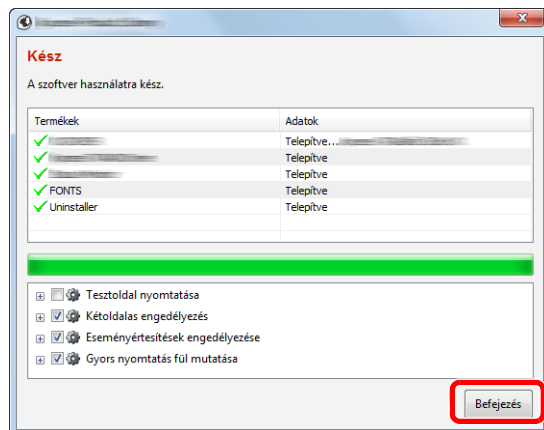 Kész
A szoftver használatra kész.
Termékek Adatok
Telepítve...
Telepítve
Telepítve
FONTS Telepítve
Uninstaller Telepítve
Tesztoldal nyomtatása
Kétoldalas engedélyezés
Eseményértesítések engedélyezése
Gyors nyomtatás fül mutatása
Befejezés